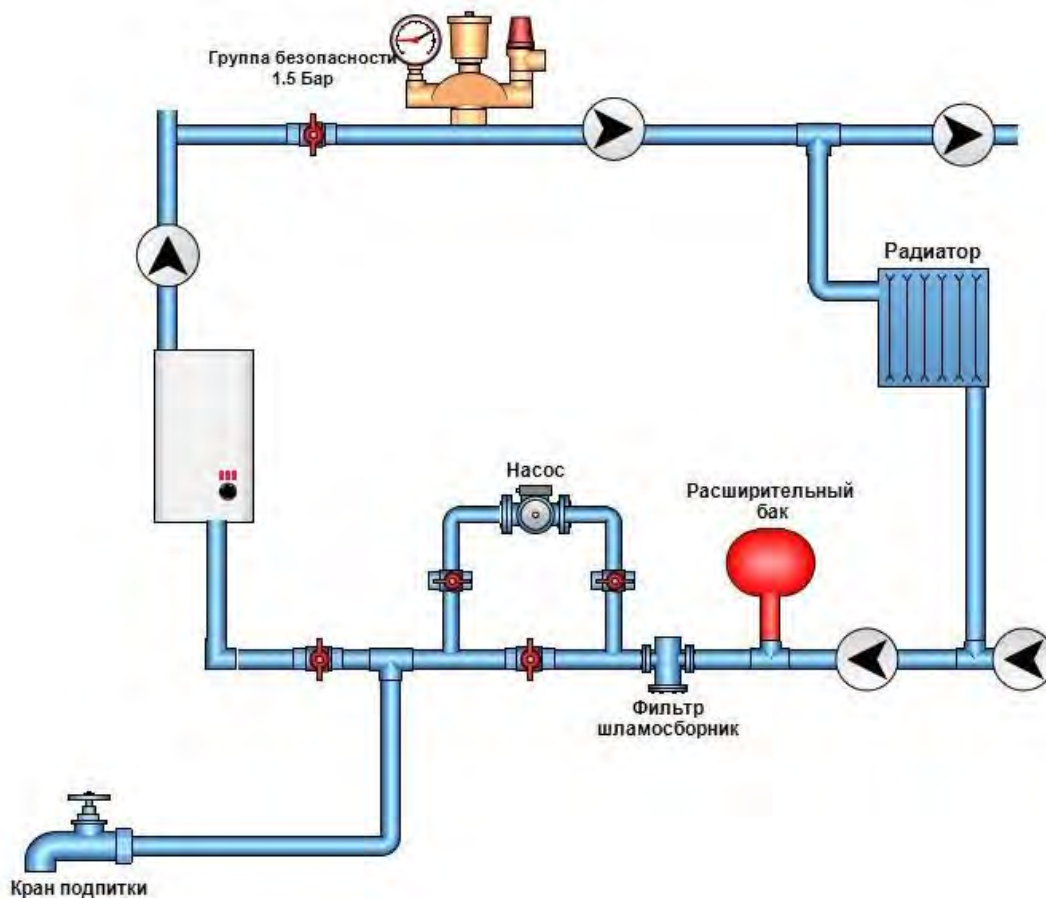 Группа безопасности
1.5 Бар
Радиатор
Насос
Расширительный
бак
Фильтр
шламосборник
Кран подпитки